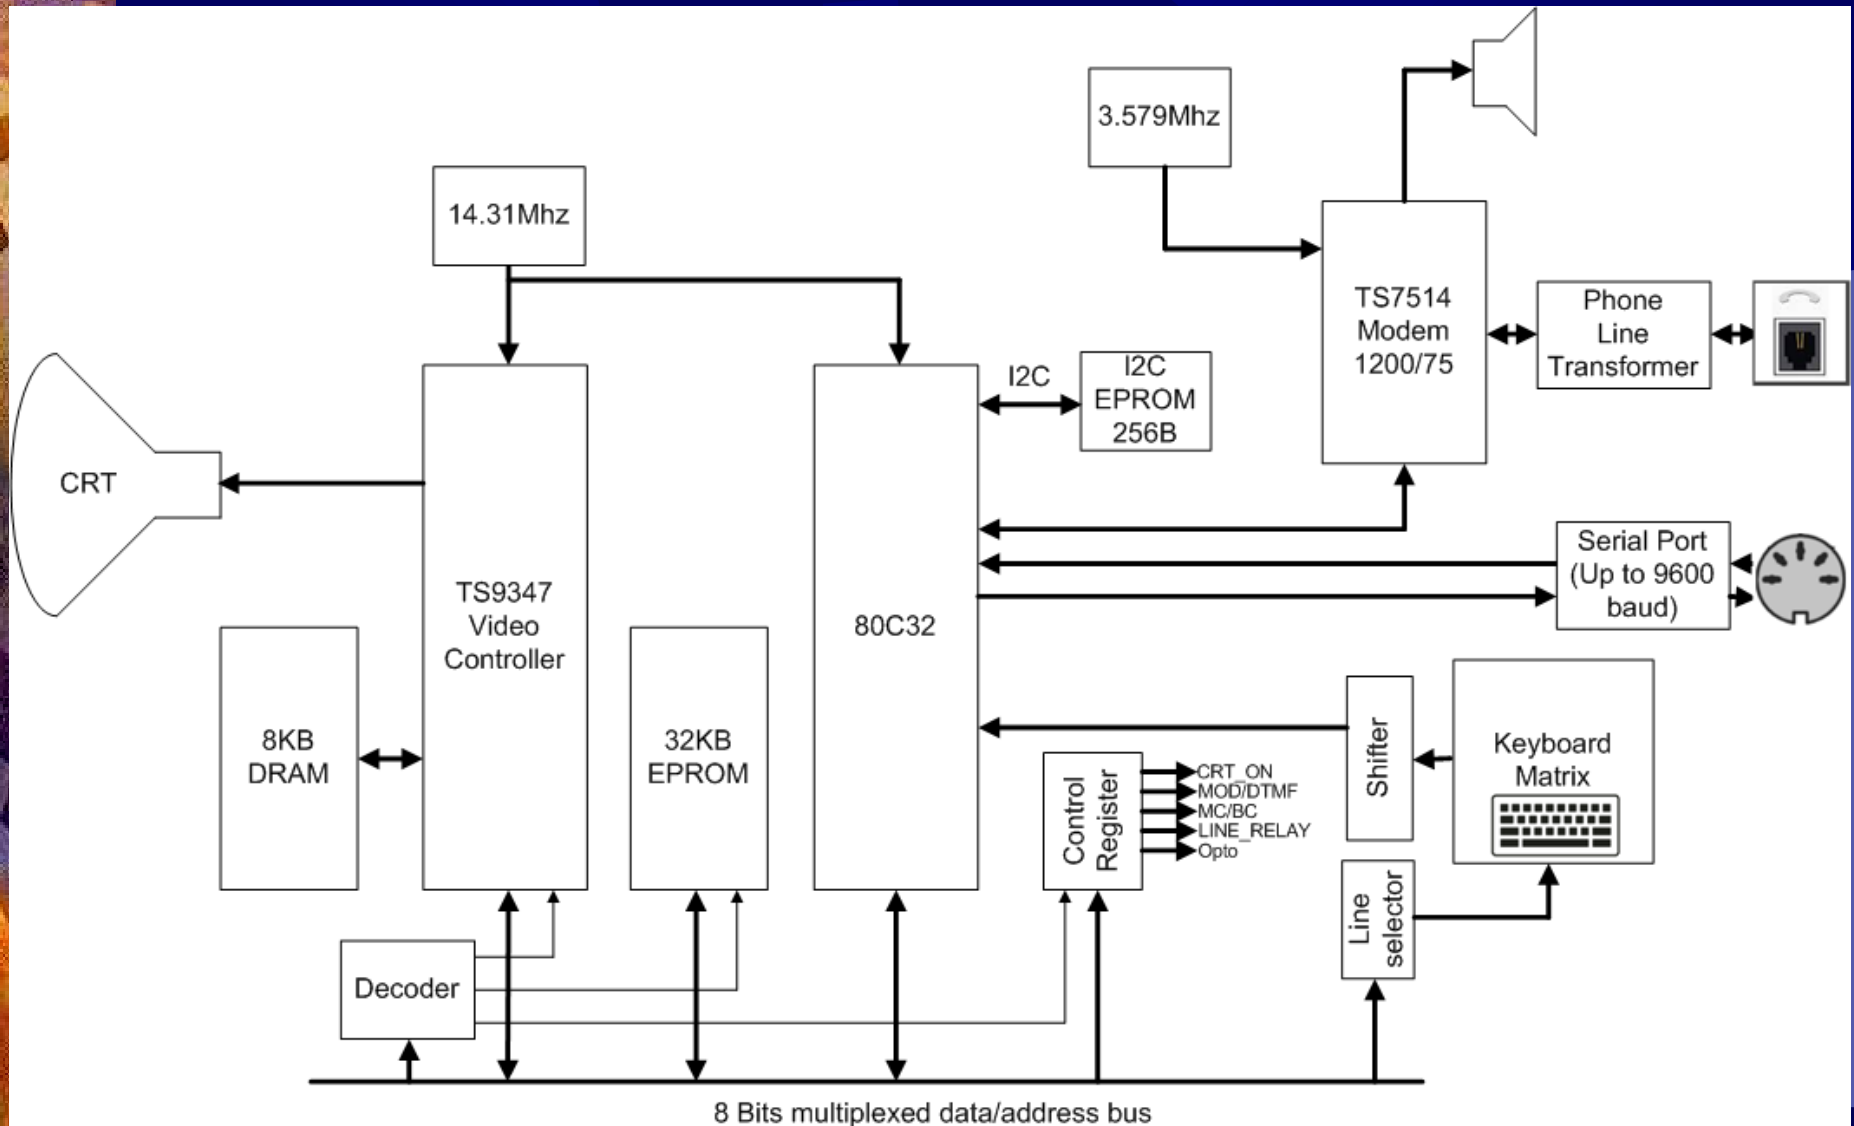 3.579Mhz
14.31Mhz
TS7514
Modem
1200/75
Phone
Line
Transformer
I2C
I2C
EPROM
256B
CRT
TS9347
Video
Controller
80C32
Serial Port
(Up to 9600
baud)
8KB
DRAM
32KB
EPROM
Shifter
Keyboard
Matrix
Control
Register
CRT_ON
MOD/DTMF
MC/BC
LINE_RELAY
Opto
Line
selector
Decoder
8 Bits multiplexed data/address bus